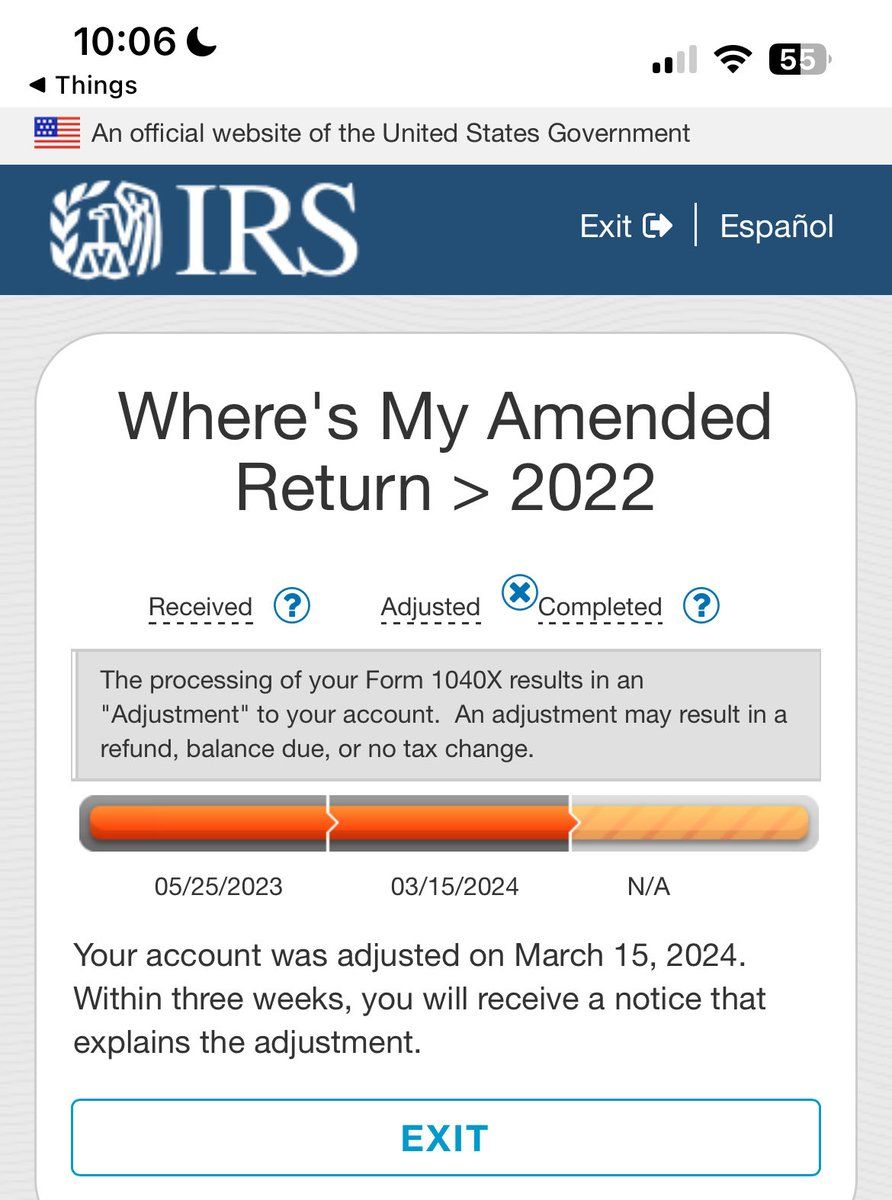 10:06
55
◀ Things
An official website of the United States Government
IRS
Exit | Español
Where's My Amended
Return > 2022
Received ? Adjusted Completed ?
The processing of your Form 1040X results in an
"Adjustment" to your account. An adjustment may result in a
refund, balance due, or no tax change.
05/25/2023 03/15/2024 N/A
Your account was adjusted on March 15, 2024.
Within three weeks, you will receive a notice that
explains the adjustment.
EXIT